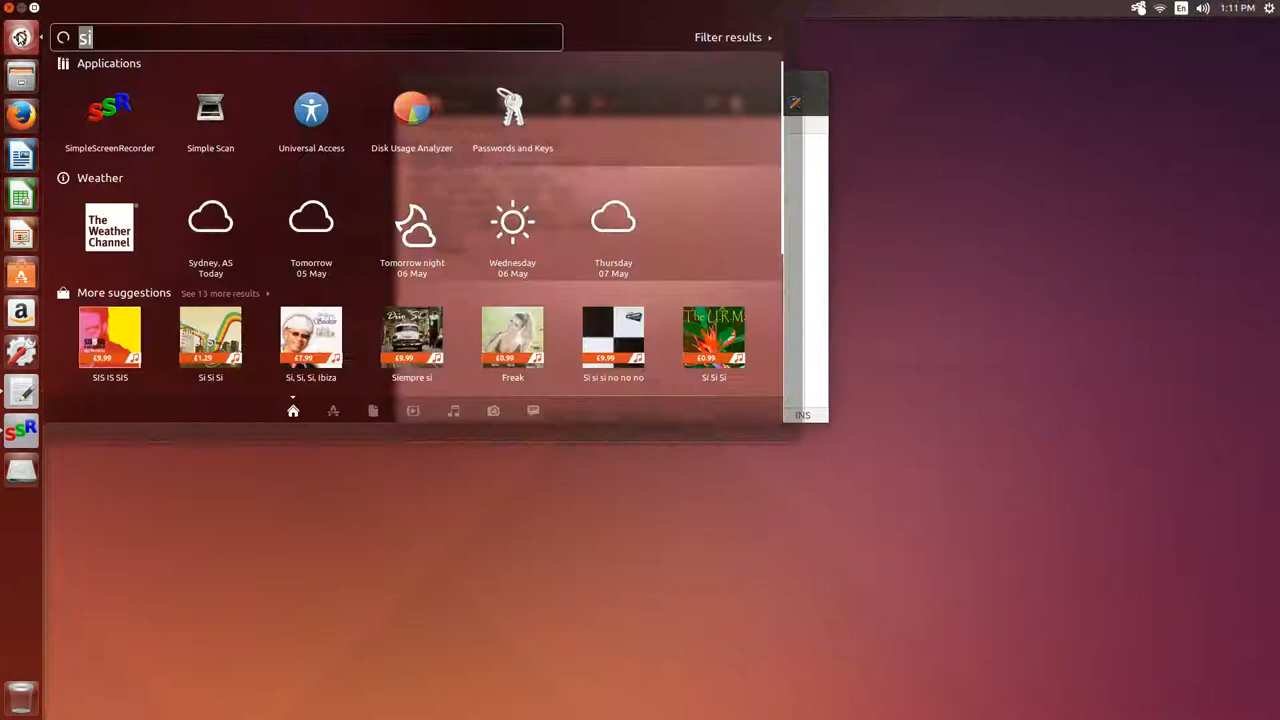 En
1:11 PM
si
Filter results
Applications
SSR
SimpleScreenRecorder
Simple Scan
Universal Access
Disk Usage Analyzer
Passwords and Keys
Weather
The
Weather
Channel
Sydney, AS
Today
Tomorrow
05 May
Tomorrow night
06 May
Wednesday
06 May
Thursday
07 May
More suggestions
See 13 more results
£9.99
£1.29
£7.99
£9.99
£0.99
£9.99
The U.R.M.
£0.99
SIS IS SIS
Si Si Si
Si, Si, Si, Ibiza
Siempre si
Freak
Si si si no no no
Si Si Si
INS
SSR